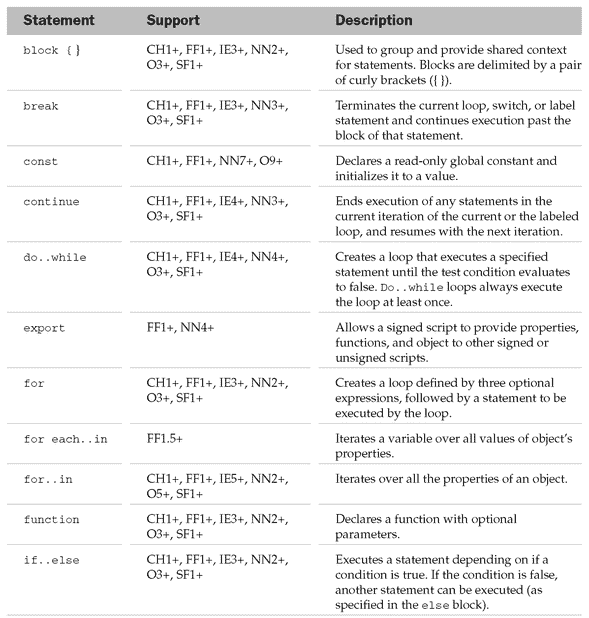 Statement Support Description
block {} CH1+, FF1+, IE3+, NN2+, Used to group and provide shared context
O3+, SF1+ for statements. Blocks are delimited by a
pair of curly brackets ({ }).
break CH1+, FF1+, IE3+, NN3+, Terminates the current loop, switch, or label
O3+, SF1+ statement and continues execution past the
block of that statement.
const CH1+, FF1+, NN7+, O9+ Declares a read-only global constant and
initializes it to a value.
continue CH1+, FF1+, IE4+, NN3+, Ends execution of any statements in the
O3+, SF1+ current iteration of the current or the labeled
loop, and resumes with the next iteration.
do..while CH1+, FF1+, IE4+, NN4+, Creates a loop that executes a specified
O3+, SF1+ statement until the test condition evaluates
to false. Do..while loops always execute
the loop at least once.
export FF1+, NN4+ Allows a signed script to provide properties,
functions, and object to other signed or
unsigned scripts.
for CH1+, FF1+, IE3+, NN2+, Creates a loop defined by three optional
O3+, SF1+ expressions, followed by a statement to be
executed by the loop.
for each..in FF1.5+ Iterates a variable over all values of object's
properties.
for..in CH1+, FF1+, IE5+, NN2+, Iterates over all the properties of an object.
O5+, SF1+
function CH1+, FF1+, IE3+, NN2+, Declares a function with optional
O3+, SF1+ parameters.
if..else CH1+, FF1+, IE3+, NN2+, Executes a statement depending on if a
O3+, SF1+ condition is true. If the condition is false,
another statement can be executed (as
specified in the else block).